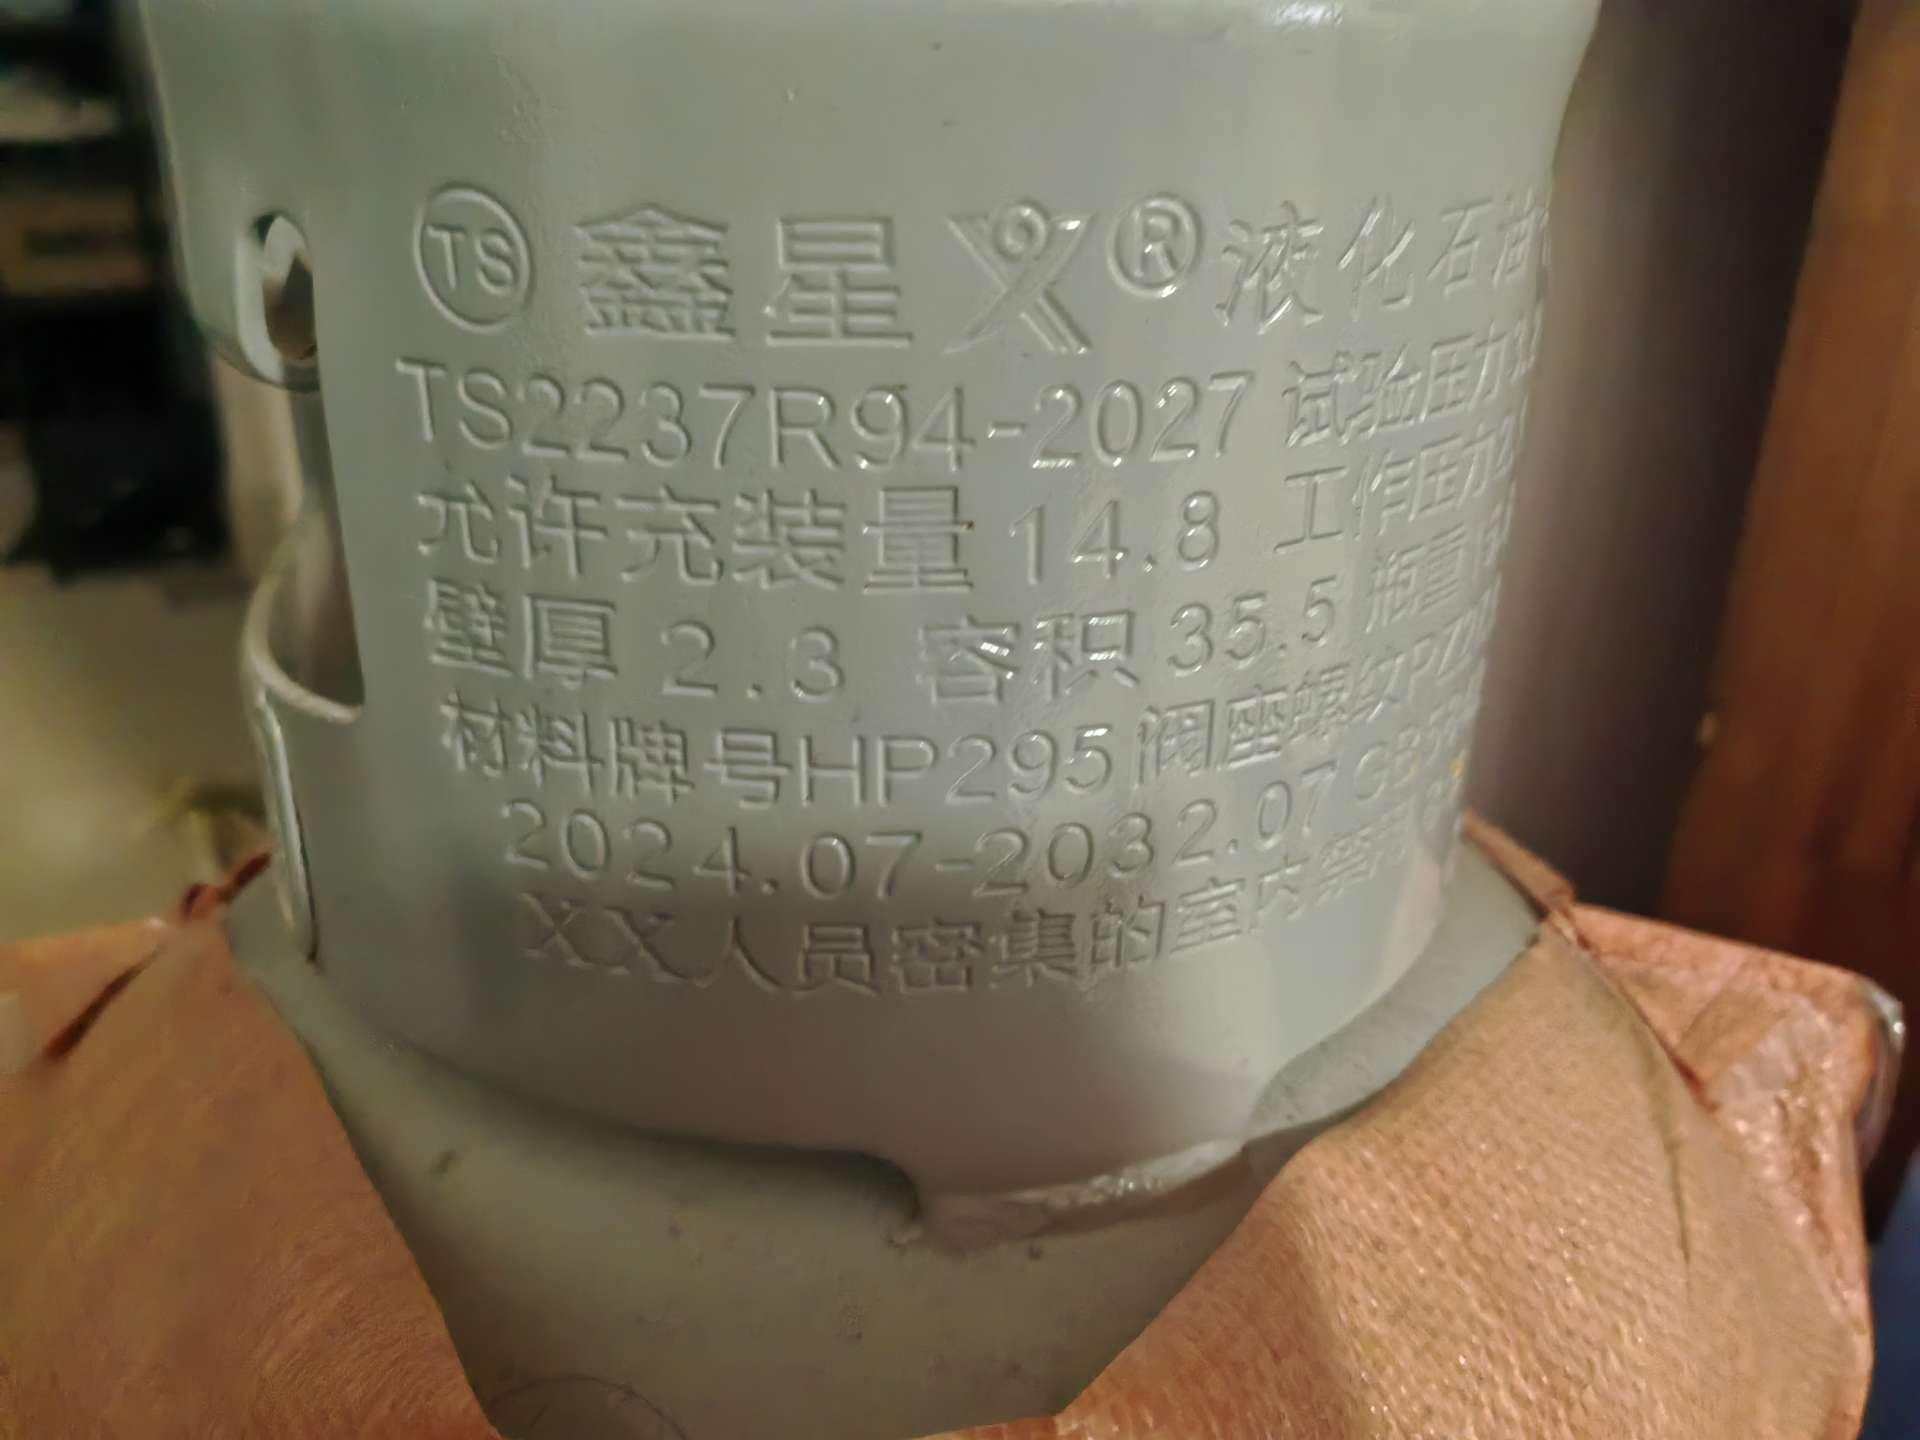 TS 鑫星 ® 液化石油
TS2237R94-2027 试验压力
允许充装量 14.8 工作压力
壁厚 2.3 容积 35.5 瓶重
材料牌号HP295 阀座螺纹PZ
2024.07-2032.07 GB
XX人员密集的室内禁用